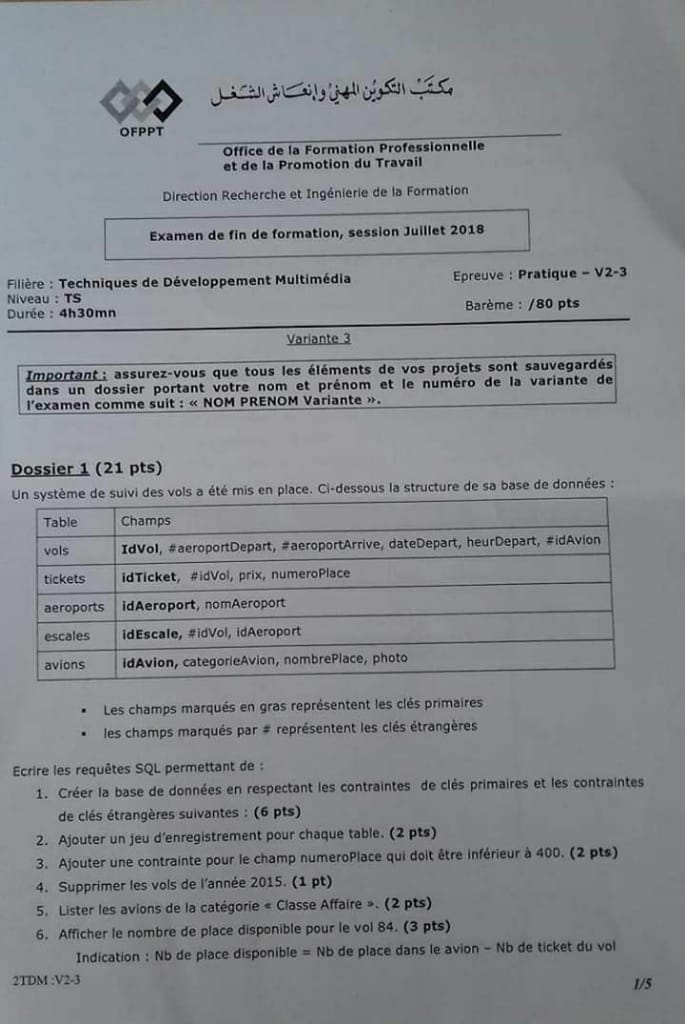 مكتب التكوين المهني وإنعاش الشغل
OFPPT
Office de la Formation Professionnelle
et de la Promotion du Travail
Direction Recherche et Ingénierie de la Formation
Examen de fin de formation, session Juillet 2018
Filière : Techniques de Développement Multimédia
Epreuve : Pratique – V2-3
Niveau : TS
Durée : 4h30mn
Barème : /80 pts
Variante 3
Important : assurez-vous que tous les éléments de vos projets sont sauvegardés
dans un dossier portant votre nom et prénom et le numéro de la variante de
l'examen comme suit : « NOM PRENOM Variante ».
Dossier 1 (21 pts)
Un système de suivi des vols a été mis en place. Ci-dessous la structure de sa base de données :
Table Champs
vols IdVol, #aeroportDepart, #aeroportArrive, dateDepart, heurDepart, #idAvion
tickets idTicket, #idVol, prix, numeroPlace
aeroports idAeroport, nomAeroport
escales idEscale, #idVol, idAeroport
avions idAvion, categorieAvion, nombrePlace, photo
▪ Les champs marqués en gras représentent les clés primaires
▪ les champs marqués par # représentent les clés étrangères
Ecrire les requêtes SQL permettant de :
1. Créer la base de données en respectant les contraintes de clés primaires et les contraintes
de clés étrangères suivantes : (6 pts)
2. Ajouter un jeu d'enregistrement pour chaque table. (2 pts)
3. Ajouter une contrainte pour le champ numeroPlace qui doit être inférieur à 400. (2 pts)
4. Supprimer les vols de l'année 2015. (1 pt)
5. Lister les avions de la catégorie « Classe Affaire ». (2 pts)
6. Afficher le nombre de place disponible pour le vol 84. (3 pts)
Indication : Nb de place disponible = Nb de place dans le avion – Nb de ticket du vol
2TDM :V2-3
1/5